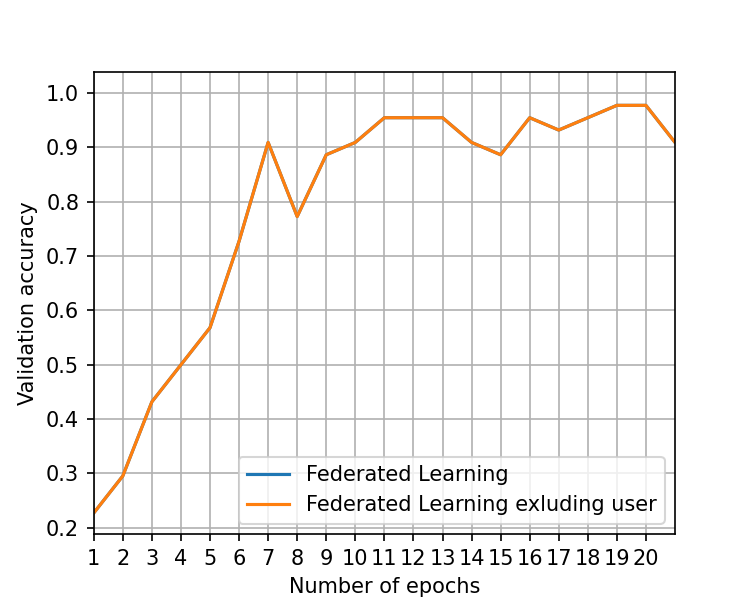 1.0
0.9
0.8
0.7
0.6
0.5
0.4
0.3
0.2
Validation accuracy
Federated Learning
Federated Learning exluding user
1 2 3 4 5 6 7 8 9 10 11 12 13 14 15 16 17 18 19 20
Number of epochs